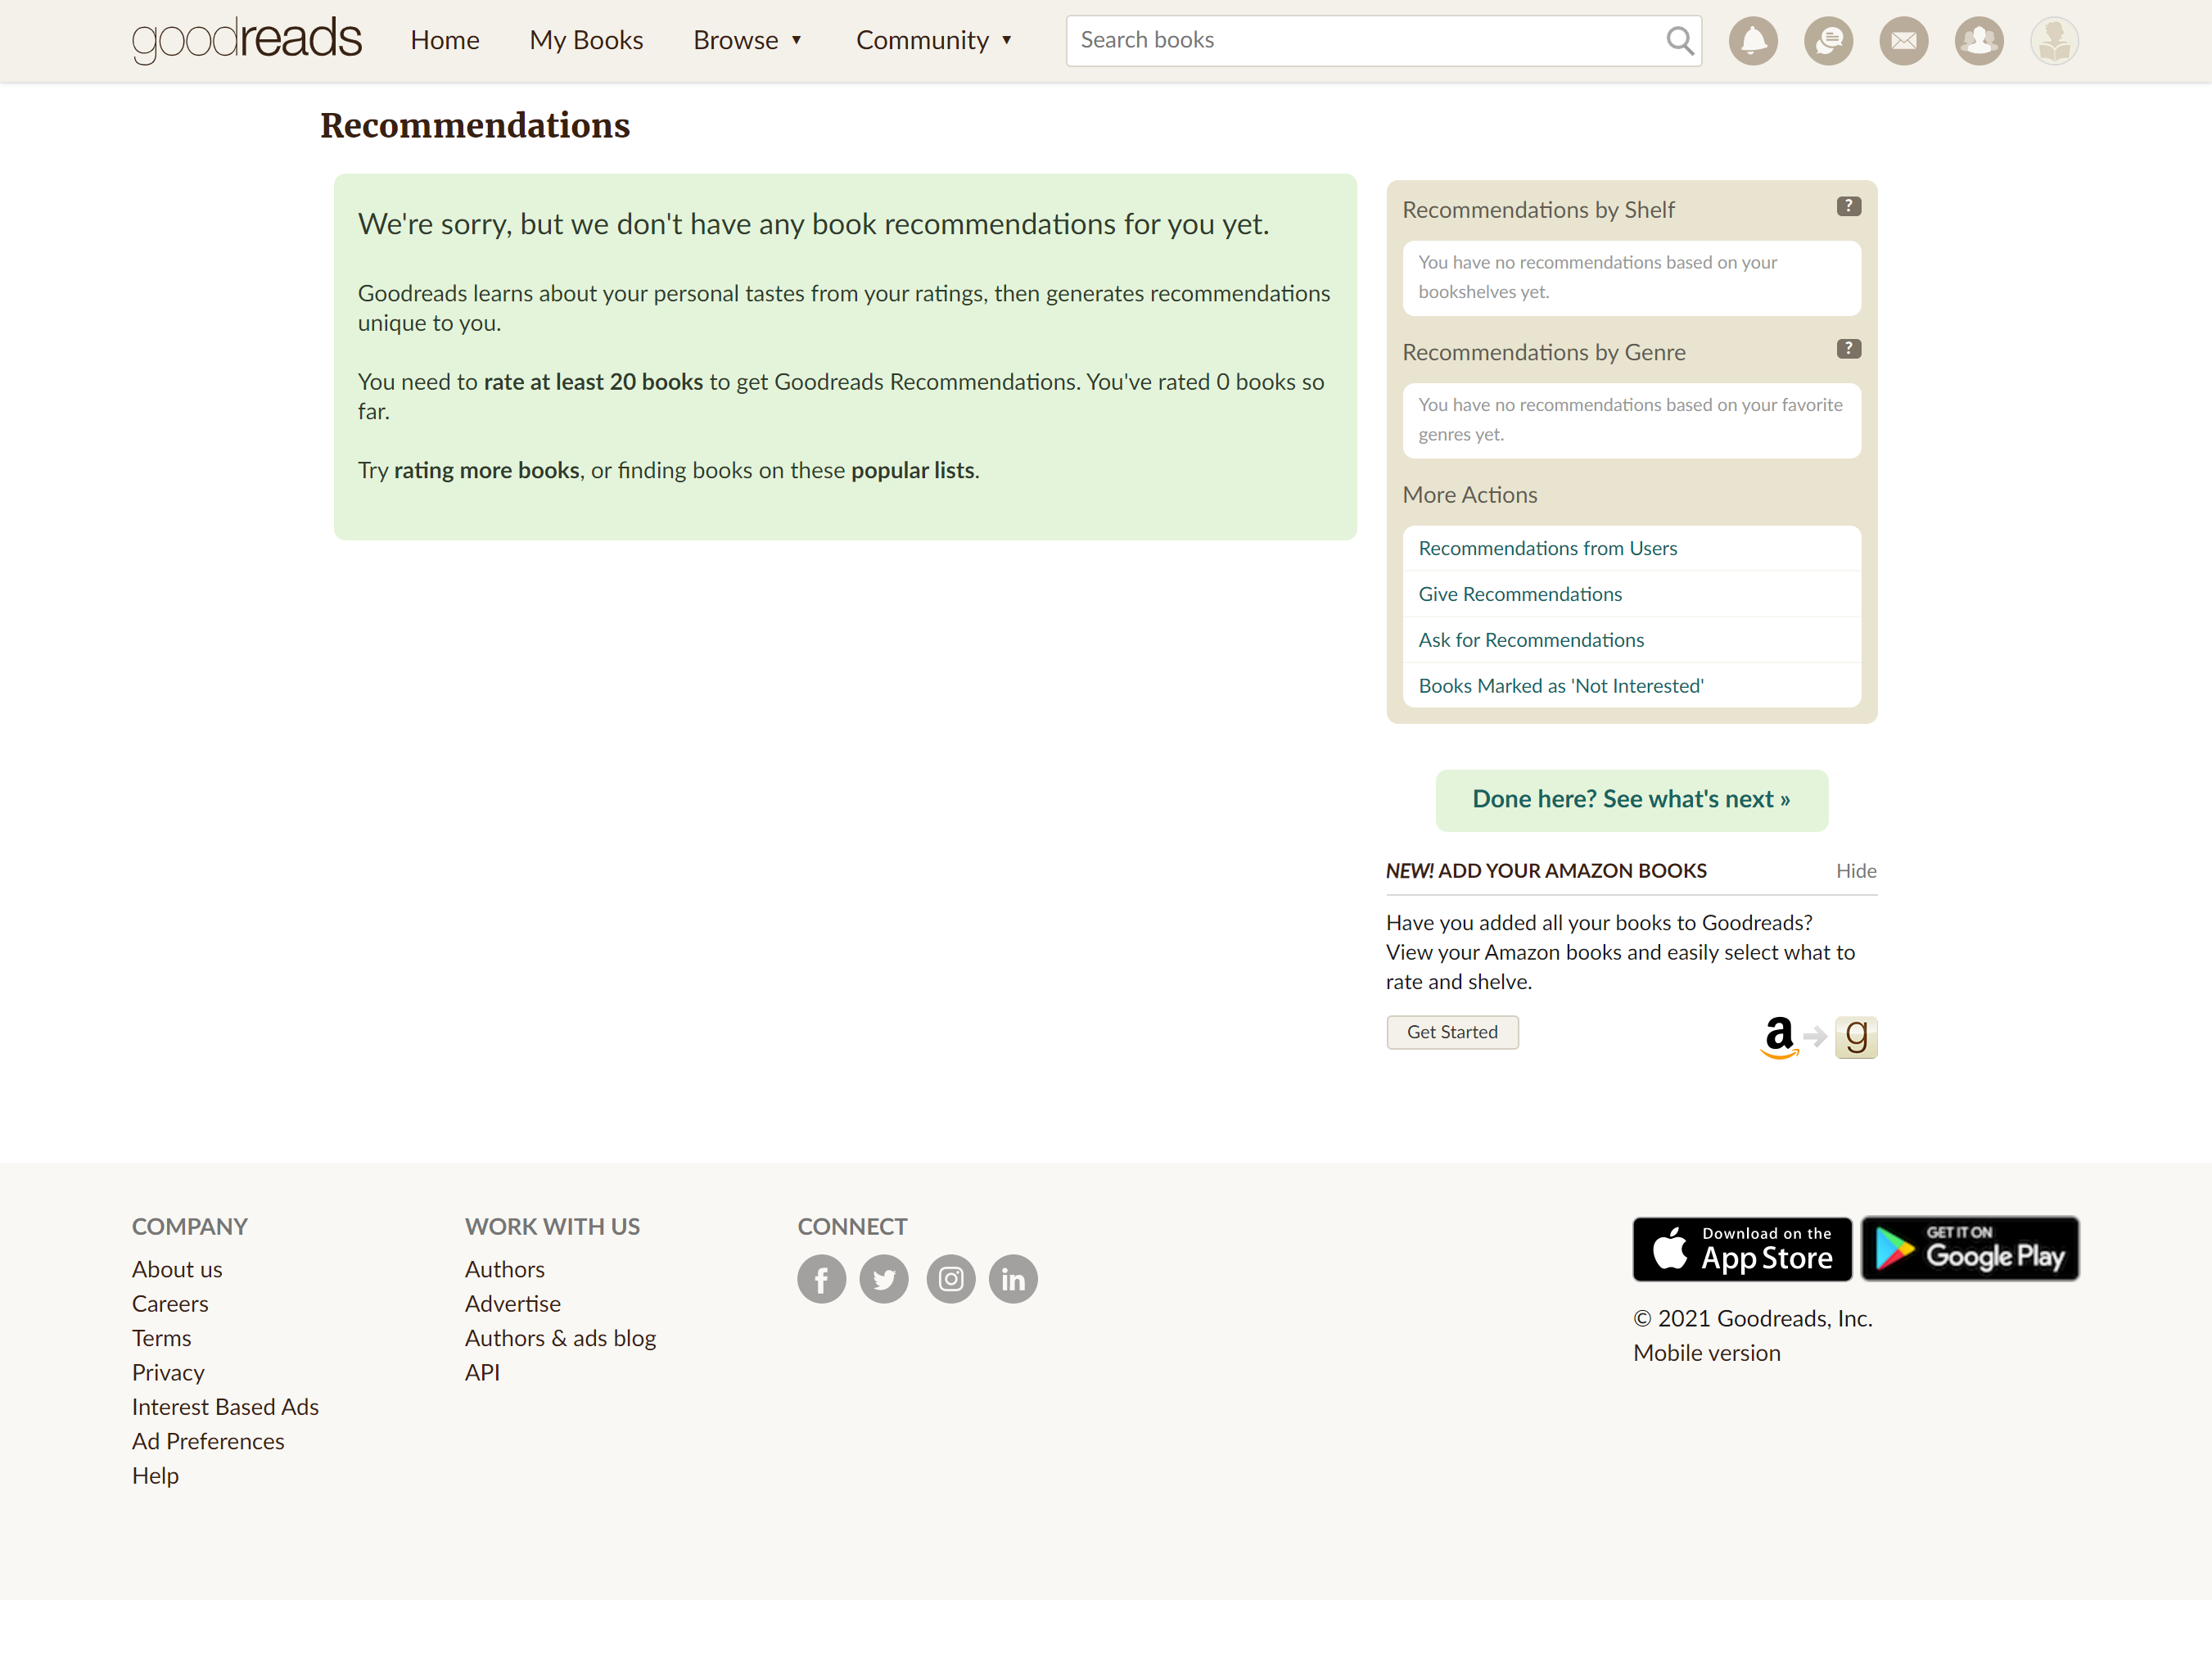 goodreads Home My Books Browse ▼ Community ▼ Search books
Recommendations
We're sorry, but we don't have any book recommendations for you yet.
Goodreads learns about your personal tastes from your ratings, then generates recommendations
unique to you.
You need to rate at least 20 books to get Goodreads Recommendations. You've rated 0 books so
far.
Try rating more books, or finding books on these popular lists.
Recommendations by Shelf ?
You have no recommendations based on your
bookshelves yet.
Recommendations by Genre ?
You have no recommendations based on your favorite
genres yet.
More Actions
Recommendations from Users
Give Recommendations
Ask for Recommendations
Books Marked as 'Not Interested'
Done here? See what's next »
NEW! ADD YOUR AMAZON BOOKS Hide
Have you added all your books to Goodreads?
View your Amazon books and easily select what to
rate and shelve.
Get Started a g
COMPANY
About us
Careers
Terms
Privacy
Interest Based Ads
Ad Preferences
Help
WORK WITH US
Authors
Advertise
Authors & ads blog
API
CONNECT
f in
Download on the
App Store
GET IT ON
Google Play
© 2021 Goodreads, Inc.
Mobile version